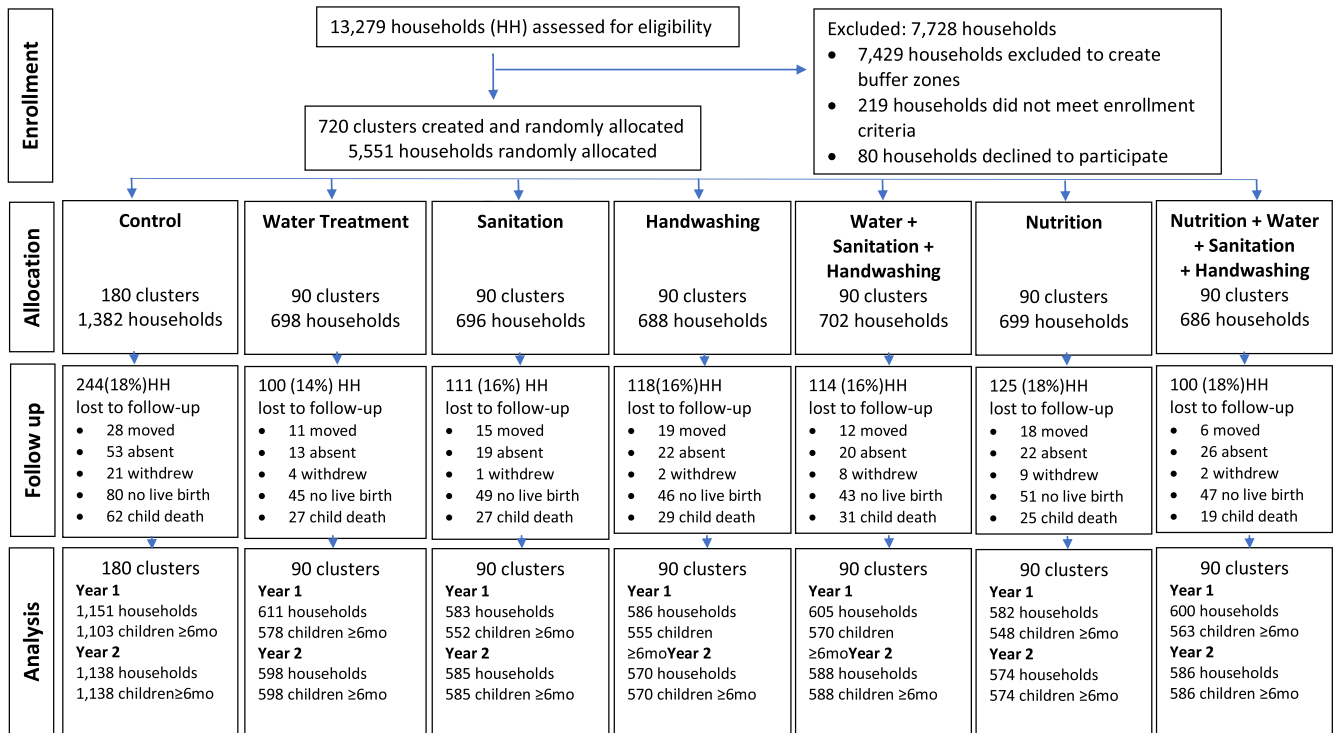 Enrollment
13,279 households (HH) assessed for eligibility
Excluded: 7,728 households
• 7,429 households excluded to create
buffer zones
• 219 households did not meet enrollment
criteria
• 80 households declined to participate
720 clusters created and randomly allocated
5,551 households randomly allocated
Allocation
Control
180 clusters
1,382 households
Water Treatment
90 clusters
698 households
Sanitation
90 clusters
696 households
Handwashing
90 clusters
688 households
Water +
Sanitation +
Handwashing
90 clusters
702 households
Nutrition
90 clusters
699 households
Nutrition + Water
+ Sanitation
+ Handwashing
90 clusters
686 households
Follow up
244(18%)HH
lost to follow-up
• 28 moved
• 53 absent
• 21 withdrew
• 80 no live birth
• 62 child death
100 (14%) HH
lost to follow-up
• 11 moved
• 13 absent
• 4 withdrew
• 45 no live birth
• 27 child death
111 (16%) HH
lost to follow-up
• 15 moved
• 19 absent
• 1 withdrew
• 49 no live birth
• 27 child death
118(16%)HH
lost to follow-up
• 19 moved
• 22 absent
• 2 withdrew
• 46 no live birth
• 29 child death
114 (16%)HH
lost to follow-up
• 12 moved
• 20 absent
• 8 withdrew
• 43 no live birth
• 31 child death
125 (18%)HH
lost to follow-up
• 18 moved
• 22 absent
• 9 withdrew
• 51 no live birth
• 25 child death
100 (18%)HH
lost to follow-up
• 6 moved
• 26 absent
• 2 withdrew
• 47 no live birth
• 19 child death
Analysis
180 clusters
Year 1
1,151 households
1,103 children ≥6mo
Year 2
1,138 households
1,138 children≥6mo
90 clusters
Year 1
611 households
578 children ≥6mo
Year 2
598 households
598 children ≥6mo
90 clusters
Year 1
583 households
552 children ≥6mo
Year 2
585 households
585 children ≥6mo
90 clusters
Year 1
586 households
555 children
≥6moYear 2
570 households
570 children ≥6mo
90 clusters
Year 1
605 households
570 children
≥6moYear 2
588 households
588 children ≥6mo
90 clusters
Year 1
582 households
548 children ≥6mo
Year 2
574 households
574 children ≥6mo
90 clusters
Year 1
600 households
563 children ≥6mo
Year 2
586 households
586 children ≥6mo